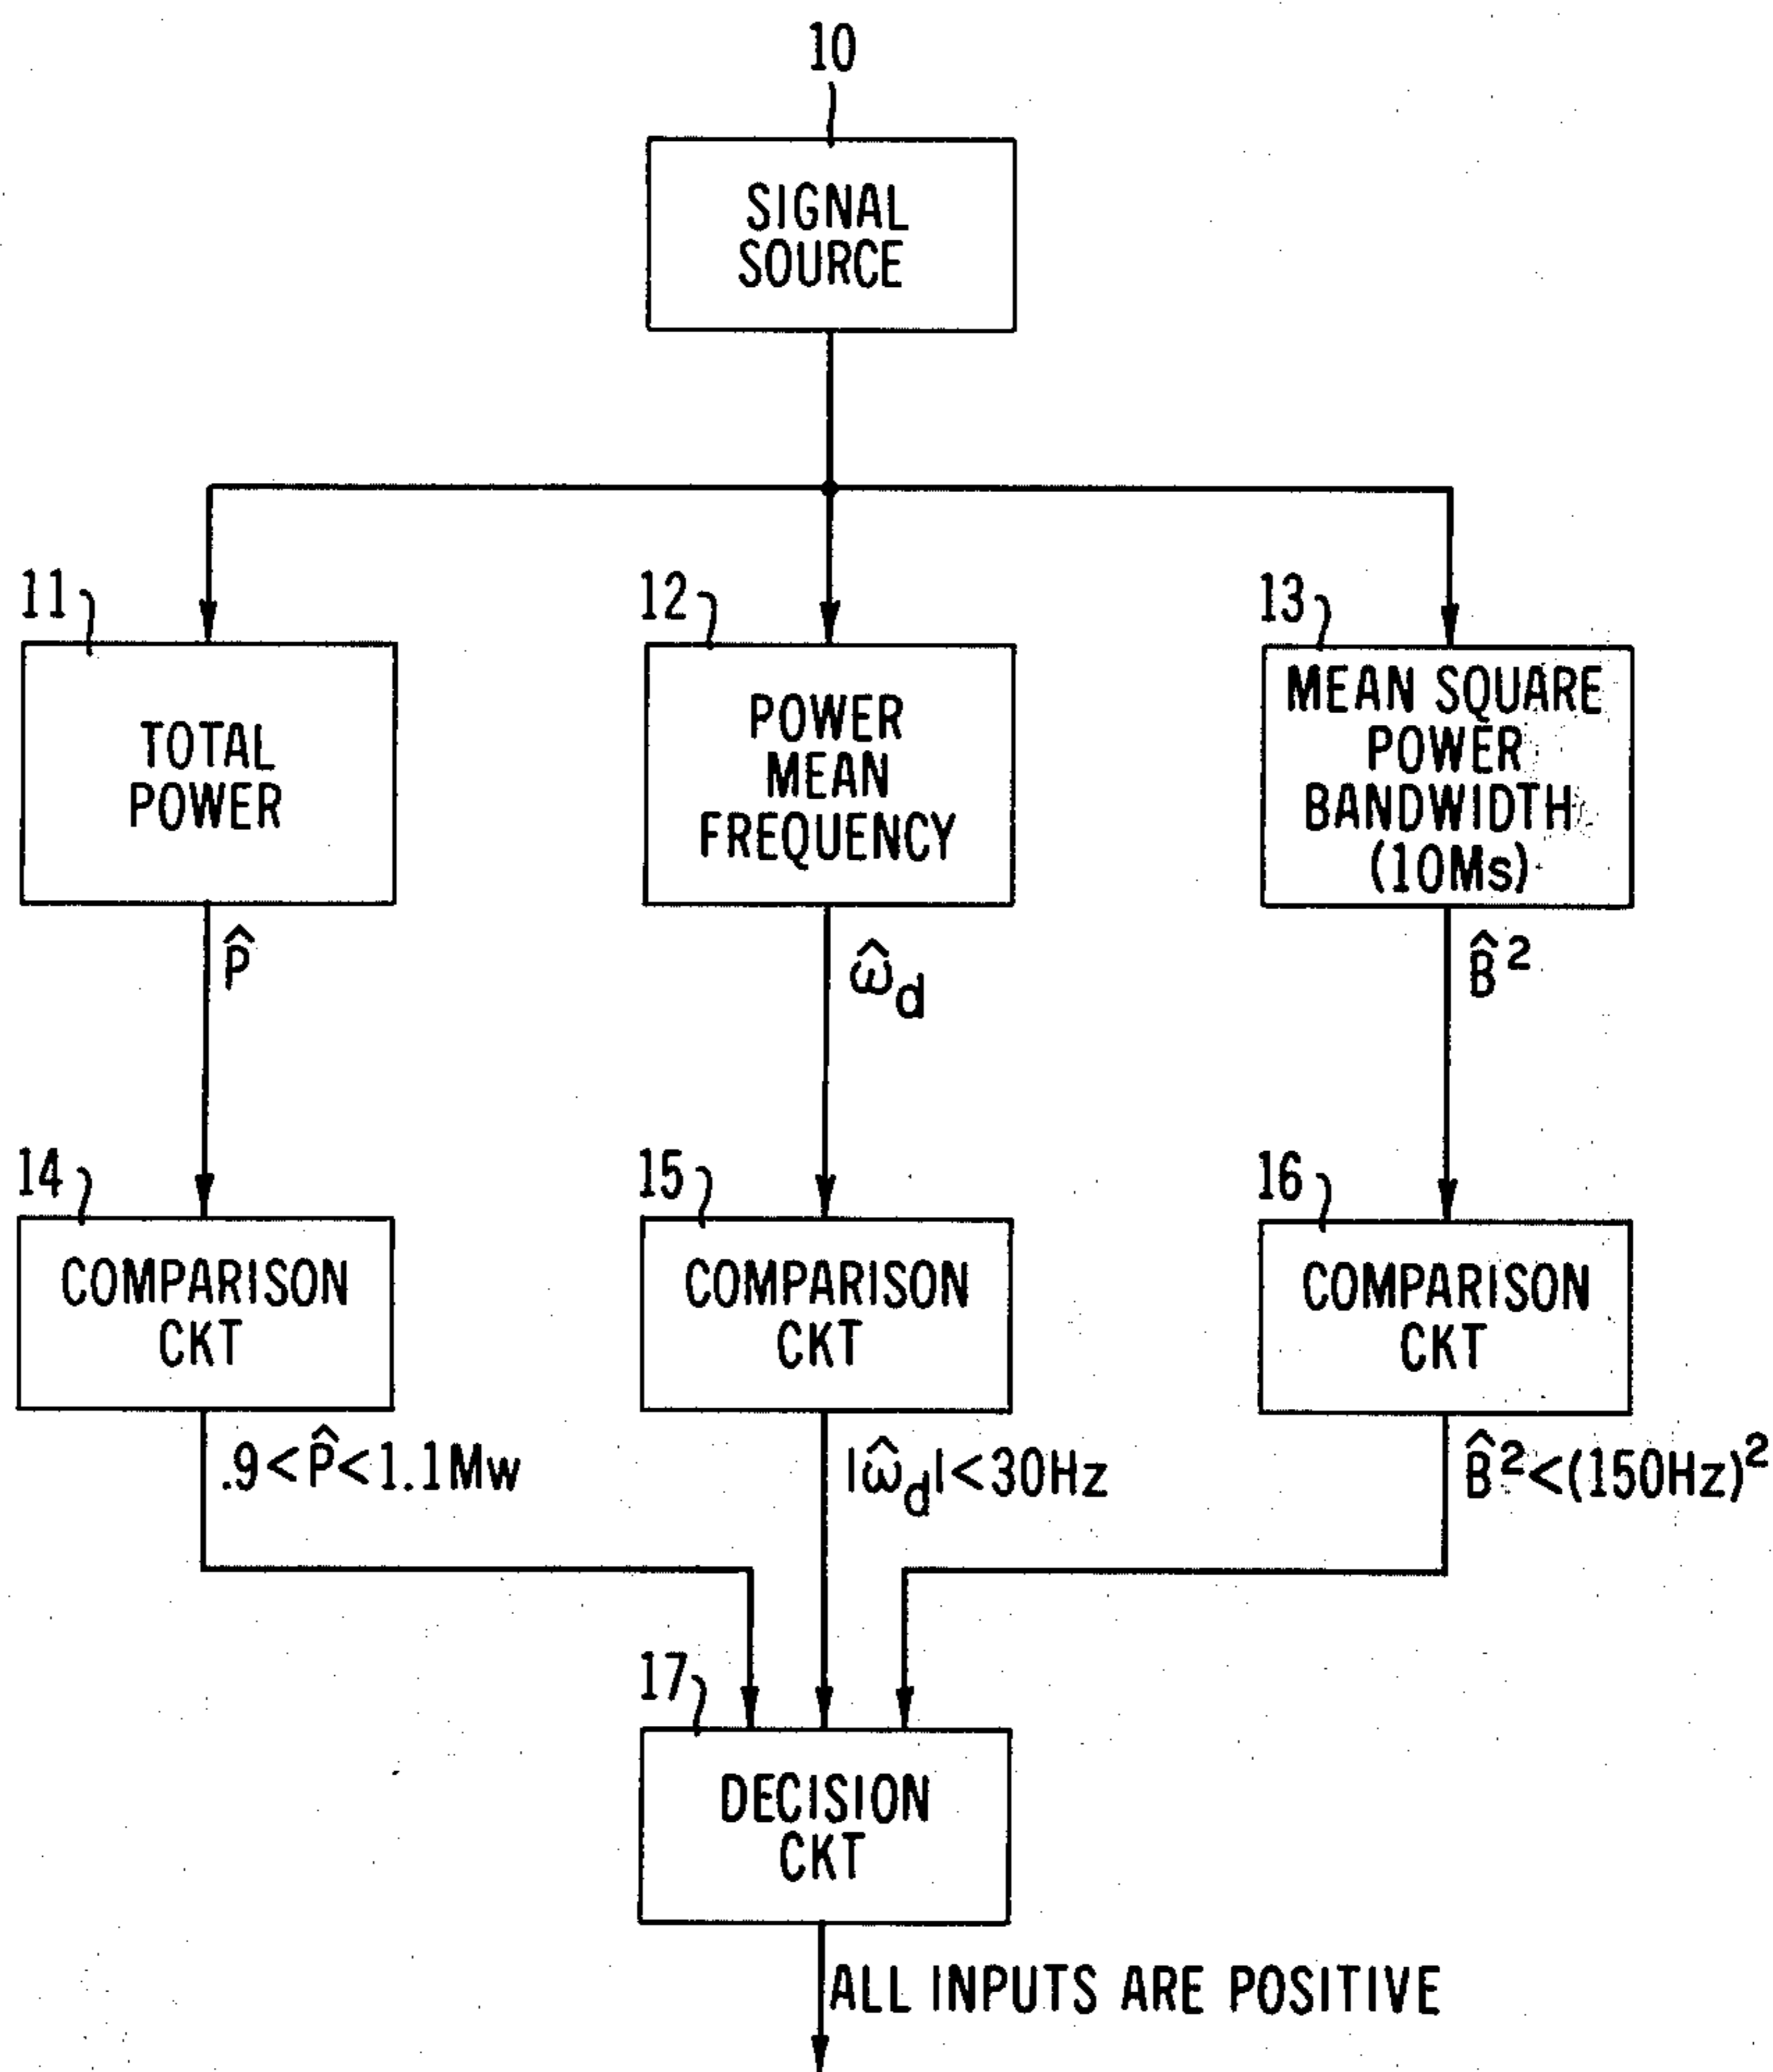 10
SIGNAL
SOURCE
11
TOTAL
POWER
12
POWER
MEAN
FREQUENCY
13
MEAN SQUARE
POWER
BANDWIDTH
(10Ms)
P̂
ω̂d
B̂²
14
COMPARISON
CKT
15
COMPARISON
CKT
16
COMPARISON
CKT
.9<P̂<1.1Mw
|ω̂d|<30Hz
B̂²<(150Hz)²
17
DECISION
CKT
ALL INPUTS ARE POSITIVE